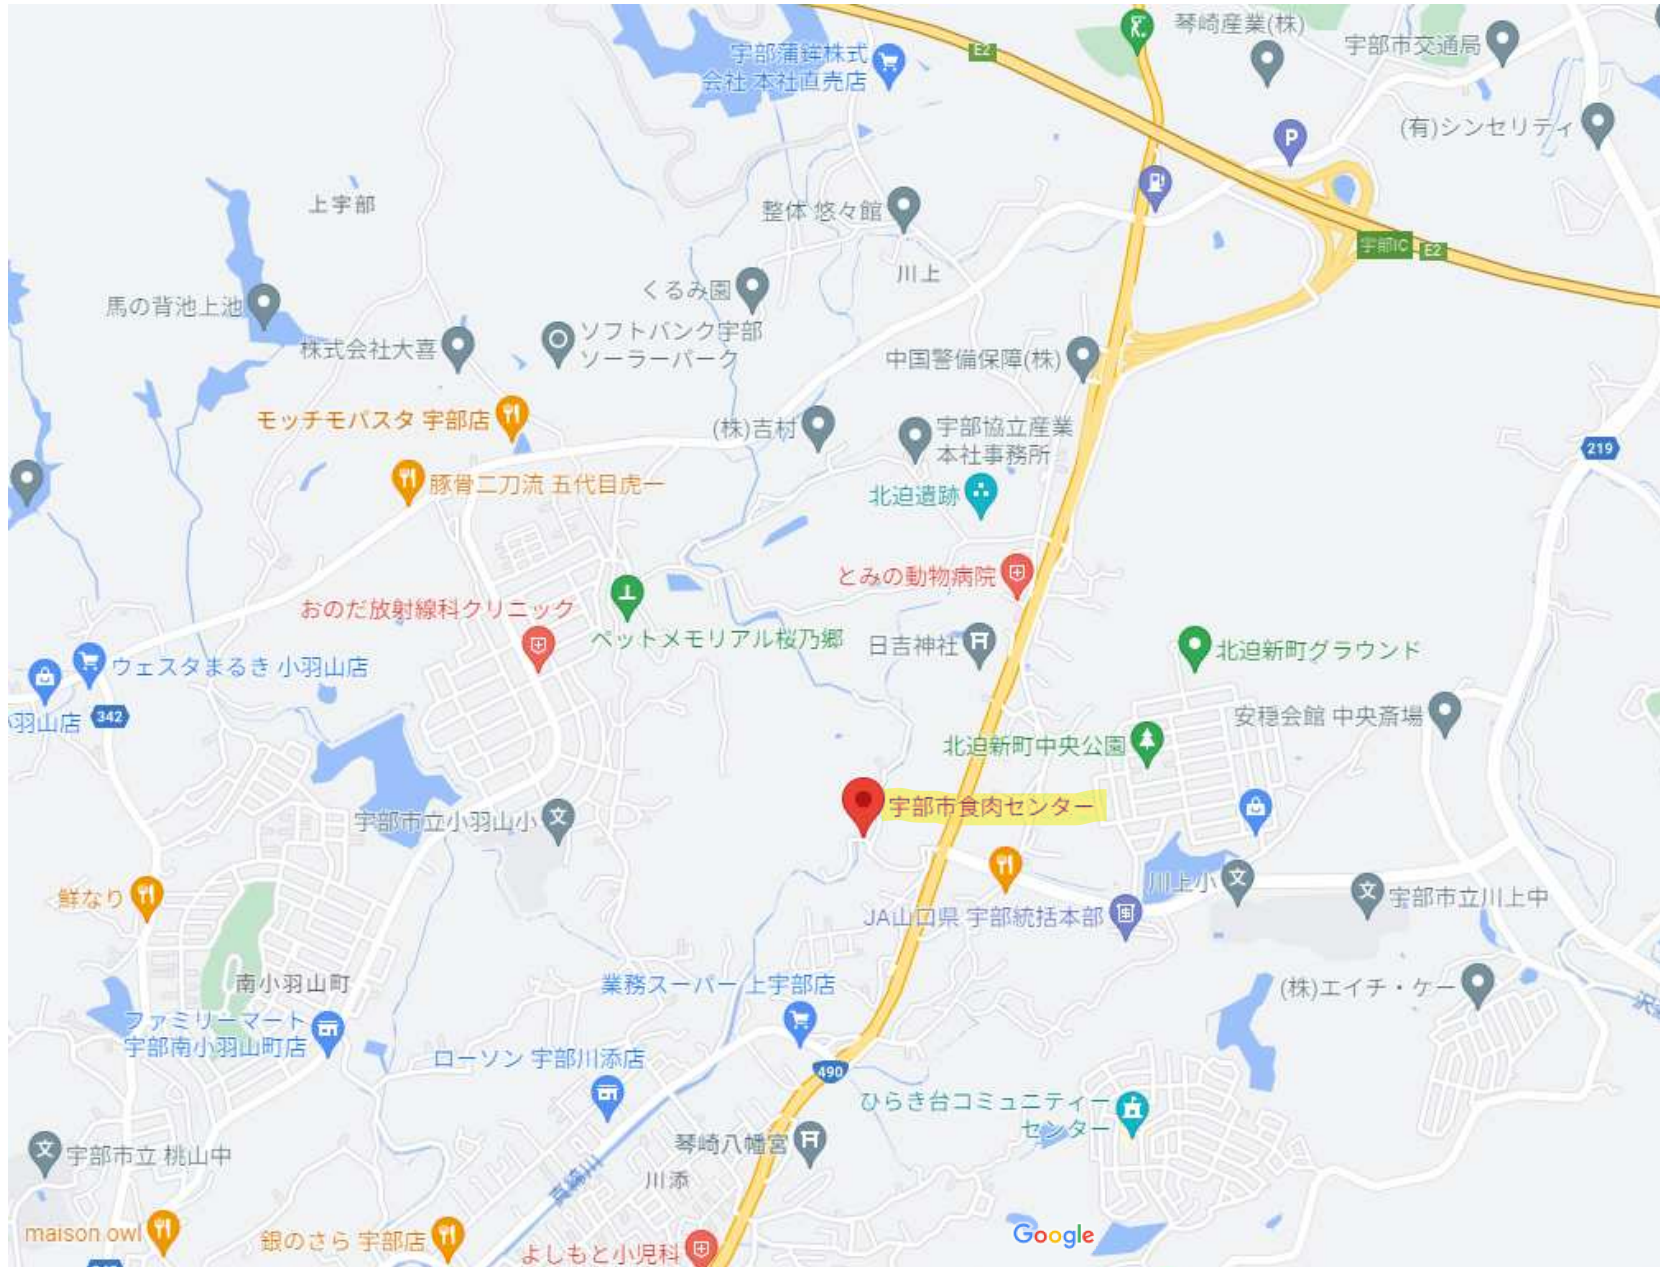 琴崎産業(株)
宇部市交通局
宇部蒲鉾株式
会社 本社直売店
E2
(有)シンセリティ
P
上宇部
整体 悠々館
宇部IC
E2
川上
くるみ園
馬の背池上池
ソフトバンク宇部
ソーラーパーク
株式会社大喜
中国警備保障(株)
モッチモパスタ 宇部店
(株)吉村
宇部協立産業
本社事務所
219
豚骨二刀流 五代目虎一
北迫遺跡
とみの動物病院
おのだ放射線科クリニック
ペットメモリアル桜乃郷
日吉神社
北迫新町グラウンド
ウェスタまるき 小羽山店
小羽山店
342
安穏会館 中央斎場
北迫新町中央公園
宇部市食肉センター
宇部市立小羽山小
文
川上小
文
文
宇部市立川上中
鮮なり
JA山口県 宇部統括本部
南小羽山町
業務スーパー 上宇部店
(株)エイチ・ケー
ファミリーマート
宇部南小羽山町店
ローソン 宇部川添店
490
ひらき台コミュニティー
センター
文
宇部市立 桃山中
琴崎八幡宮
川添
真締川
maison owl
銀のさら 宇部店
よしもと小児科
Google